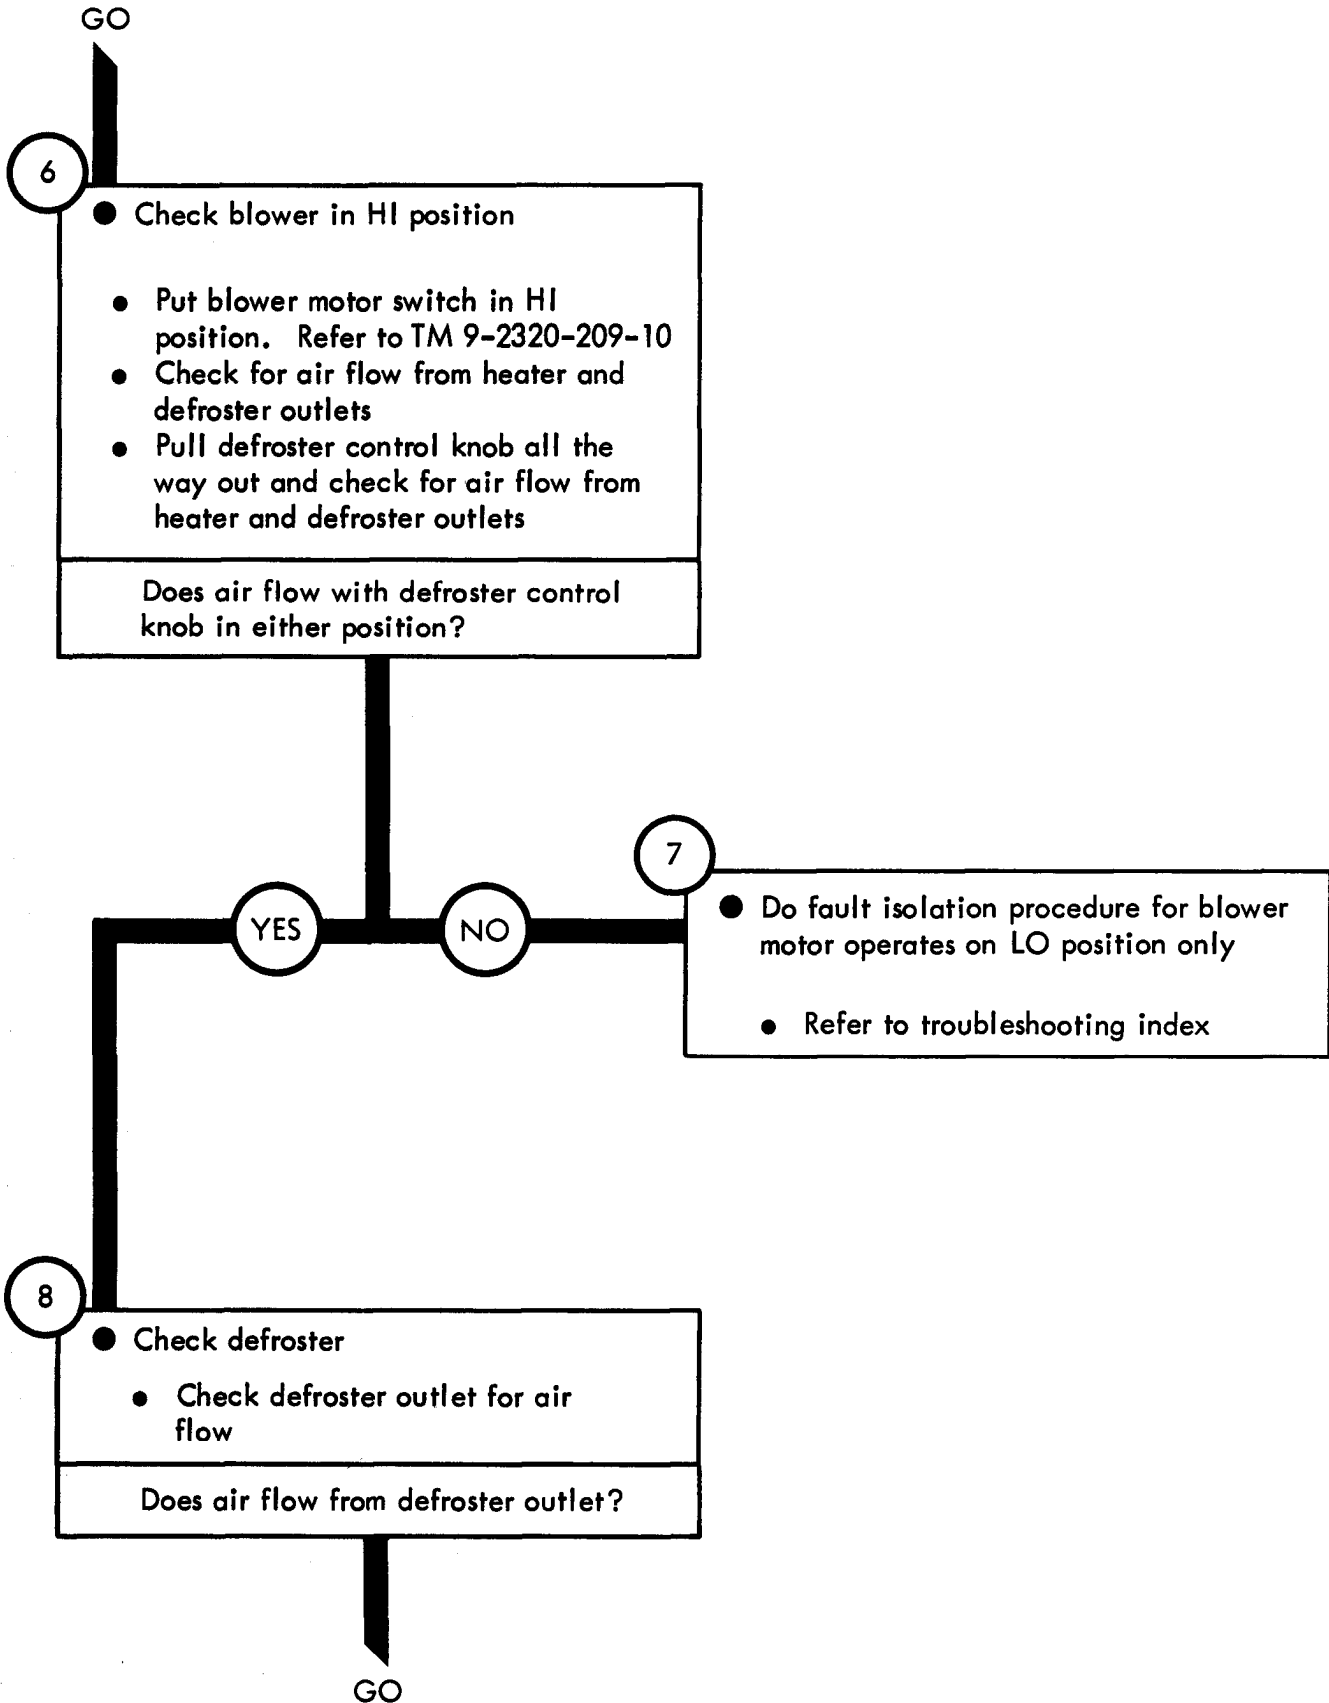 GO
6
● Check blower in HI position
● Put blower motor switch in HI
position. Refer to TM 9-2320-209-10
● Check for air flow from heater and
defroster outlets
● Pull defroster control knob all the
way out and check for air flow from
heater and defroster outlets
Does air flow with defroster control
knob in either position?
YES
NO
7
● Do fault isolation procedure for blower
motor operates on LO position only
● Refer to troubleshooting index
8
● Check defroster
● Check defroster outlet for air
flow
Does air flow from defroster outlet?
GO